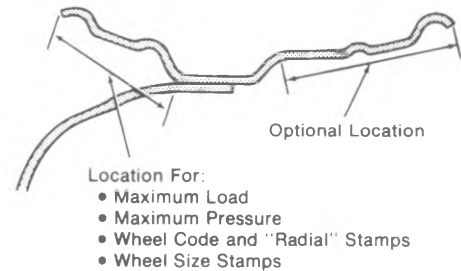 Optional Location
Location For:
• Maximum Load
• Maximum Pressure
• Wheel Code and "Radial" Stamps
• Wheel Size Stamps